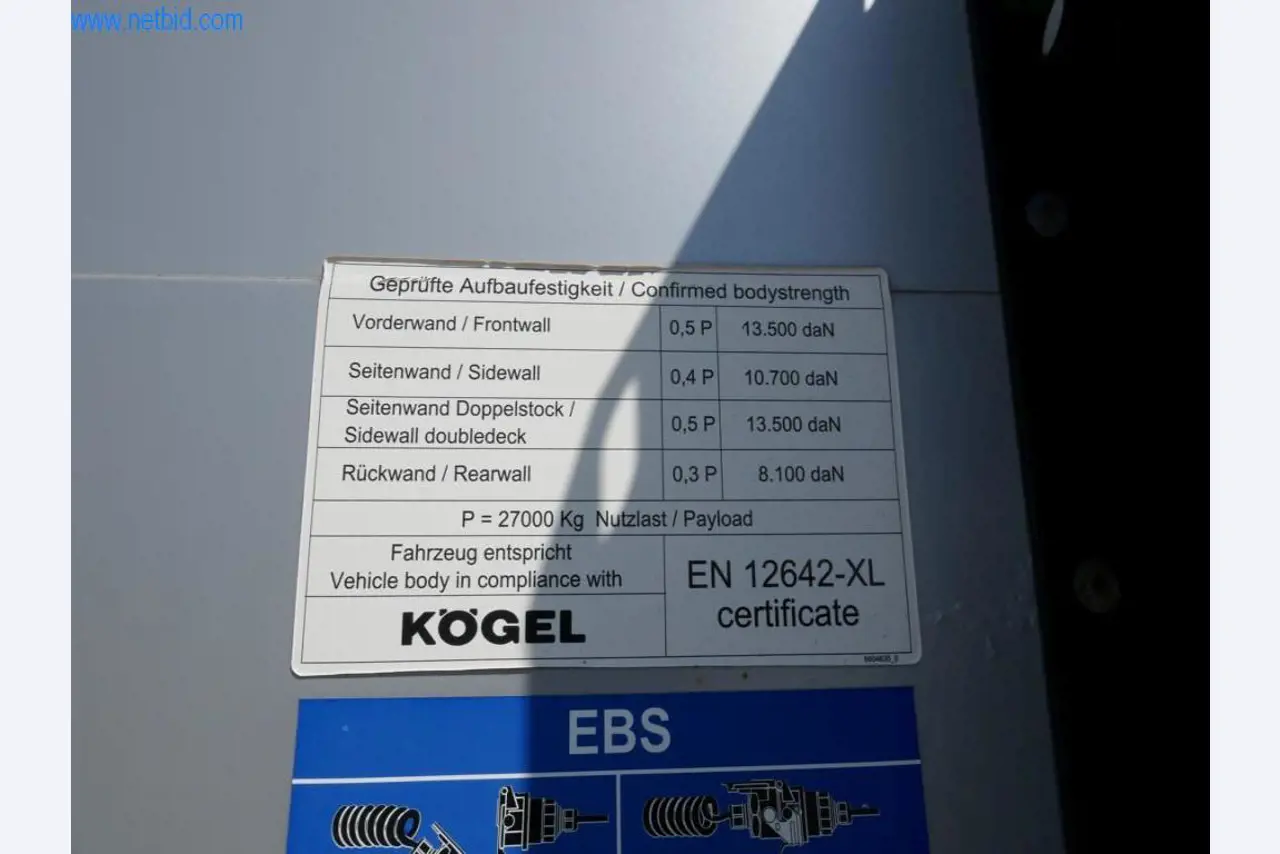 www.netbid.com
Geprüfte Aufbaufestigkeit / Confirmed bodystrength
Vorderwand / Frontwall 0,5 P 13.500 daN
Seitenwand / Sidewall 0,4 P 10.700 daN
Seitenwand Doppelstock /
Sidewall doubledeck 0,5 P 13.500 daN
Rückwand / Rearwall 0,3 P 8.100 daN
P = 27000 Kg Nutzlast / Payload
Fahrzeug entspricht
Vehicle body in compliance with
KÖGEL
EN 12642-XL
certificate
EBS